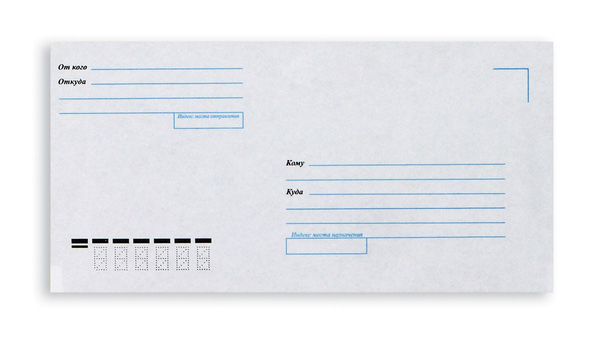 От кого
Откуда
Индекс места отправления
Кому
Куда
Индекс места назначения